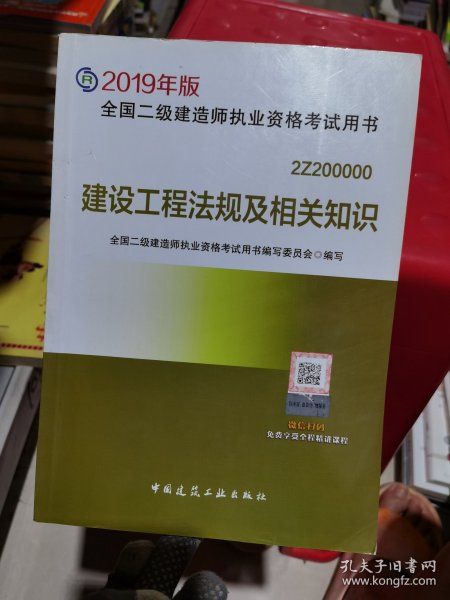 2019年版
全国二级建造师执业资格考试用书
2Z200000
建设工程法规及相关知识
全国二级建造师执业资格考试用书编写委员会◎编写
微信扫码
免费享受全程精讲课程
中国建筑工业出版社
孔夫子旧书网
www.kongfz.com